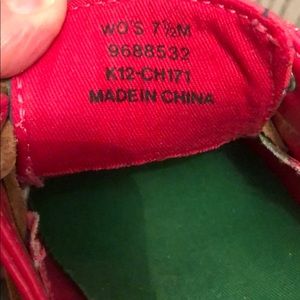 WO'S 7½M
9688532
K12-CH171
MADE IN CHINA